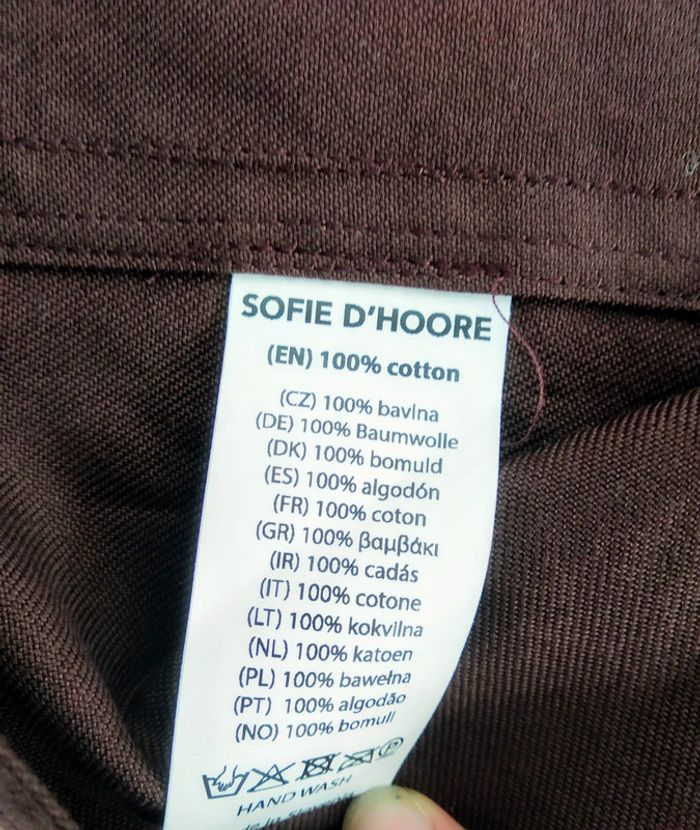 SOFIE D'HOORE
(EN) 100% cotton
(CZ) 100% bavlna
(DE) 100% Baumwolle
(DK) 100% bomuld
(ES) 100% algodón
(FR) 100% coton
(GR) 100% βαμβάκι
(IR) 100% cadás
(IT) 100% cotone
(LT) 100% kokvilna
(NL) 100% katoen
(PL) 100% bawełna
(PT) 100% algodão
(NO) 100% bomull
P
HAND WASH